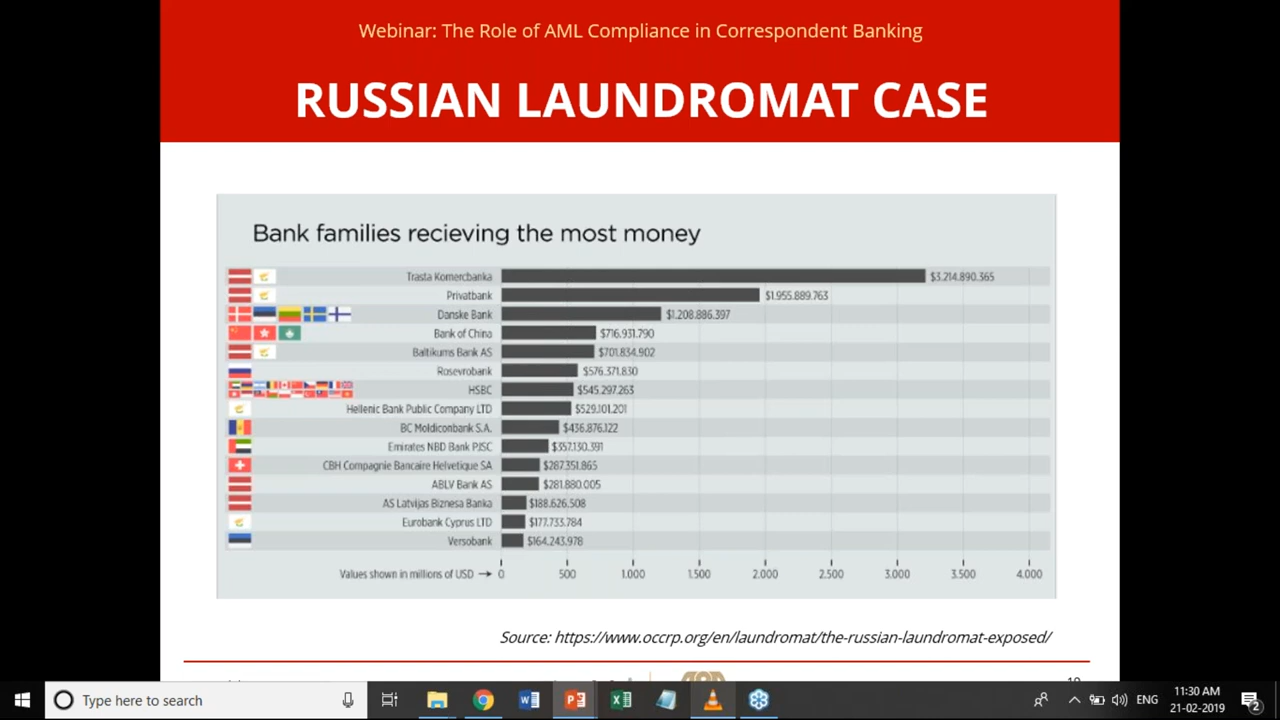 Webinar: The Role of AML Compliance in Correspondent Banking
RUSSIAN LAUNDROMAT CASE
Bank families recieving the most money
Trasta Komercbanka $3.214.890.365
Privatbank $1.955.889.763
Danske Bank $1.208.886.397
Bank of China $716.931.790
Baltikums Bank AS $701.834.902
Rosevrobank $576.371.830
HSBC $545.297.263
Hellenic Bank Public Company LTD $529.101.201
BC Moldiconbank S.A. $436.876.122
Emirates NBD Bank PJSC $357.130.391
CBH Compagnie Bancaire Helvetique SA $287.351.865
ABLV Bank AS $281.880.005
AS Latvijas Biznesa Banka $188.626.508
Eurobank Cyprus LTD $177.733.784
Versobank $164.243.978
Values shown in millions of USD → 0 500 1.000 1.500 2.000 2.500 3.000 3.500 4.000
Source: https://www.occrp.org/en/laundromat/the-russian-laundromat-exposed/
Type here to search
ENG
11:30 AM
21-02-2019
2